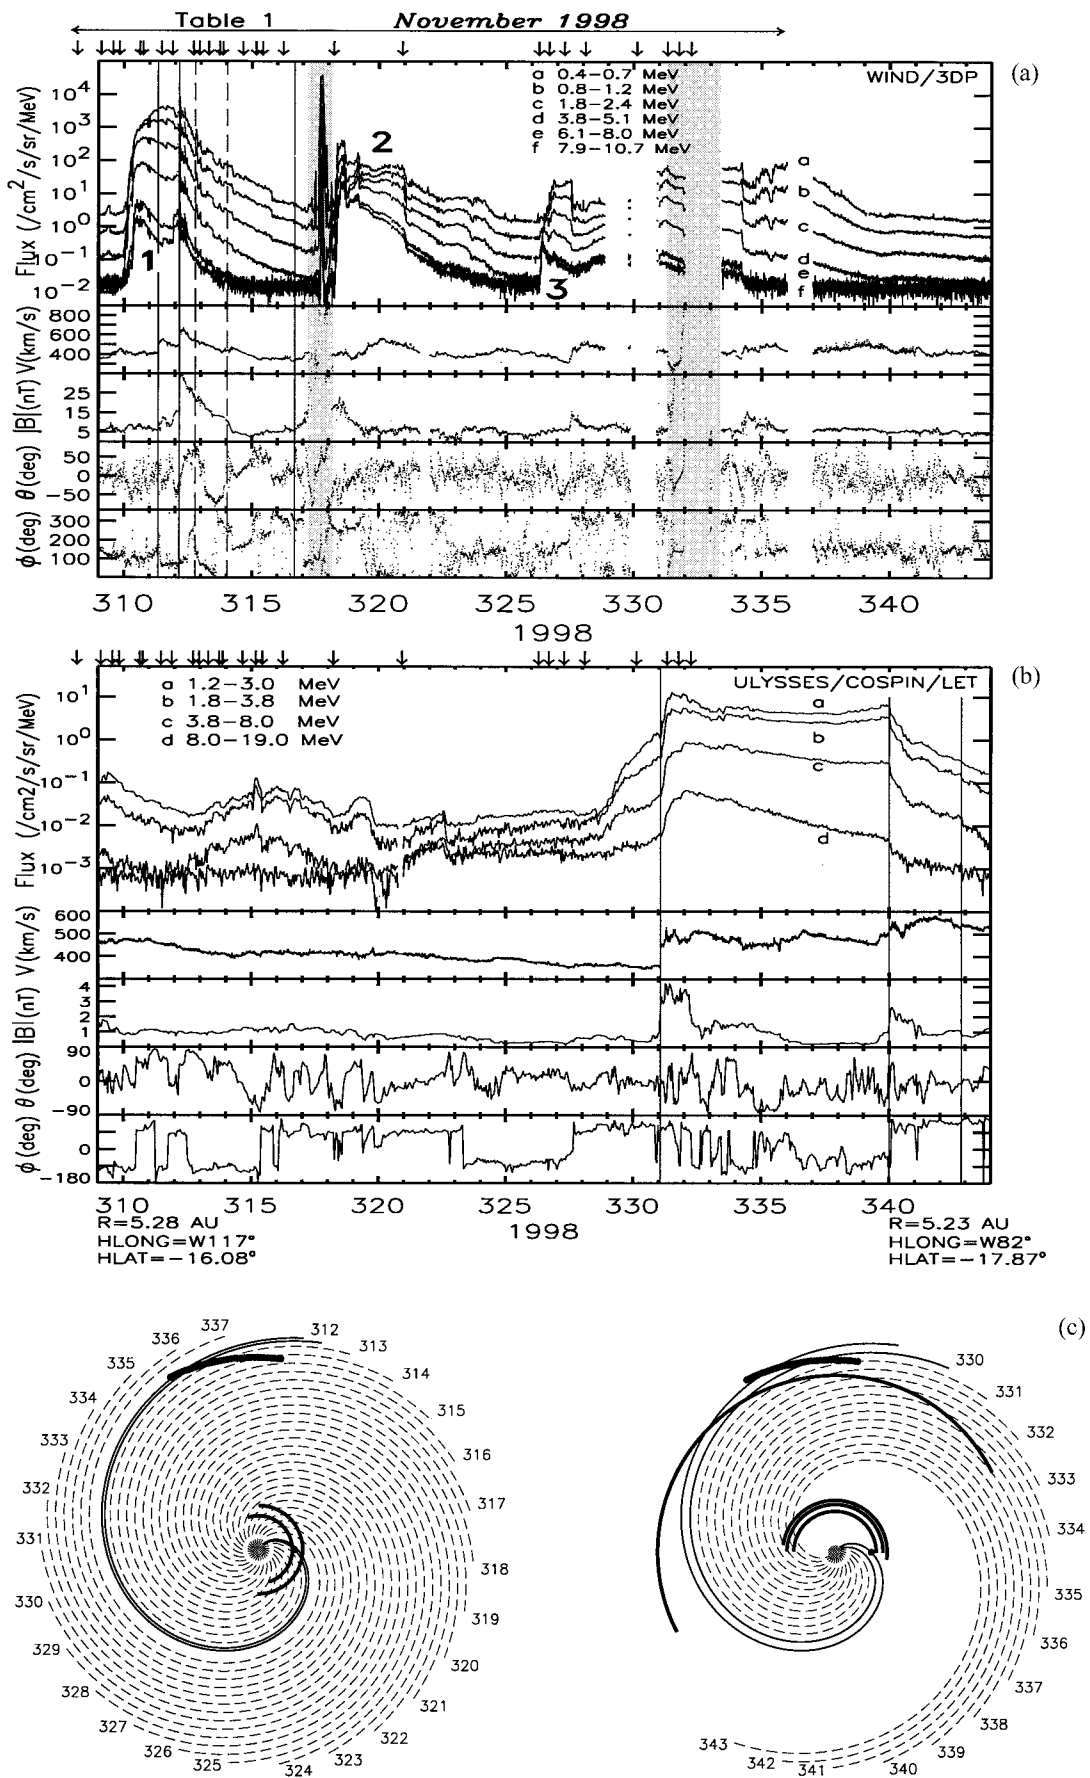 Table 1 November 1998
(a)
WIND/3DP
a 0.4–0.7 MeV
b 0.8–1.2 MeV
c 1.8–2.4 MeV
d 3.8–5.1 MeV
e 6.1–8.0 MeV
f 7.9–10.7 MeV
Flux (/cm²/s/sr/MeV)
10⁴
10³
10²
10¹
10⁰
10⁻¹
10⁻²
1
2
3
a
b
c
d
e
f
V(km/s)
800
600
400
|B|(nT)
25
15
5
θ(deg)
50
0
−50
φ(deg)
300
200
100
310 315 320 325 330 335 340
1998
(b)
ULYSSES/COSPIN/LET
a 1.2–3.0 MeV
b 1.8–3.8 MeV
c 3.8–8.0 MeV
d 8.0–19.0 MeV
Flux (/cm2/s/sr/MeV)
10¹
10⁰
10⁻¹
10⁻²
10⁻³
a
b
c
d
V(km/s)
600
500
400
|B|(nT)
4
3
2
1
θ(deg)
90
0
−90
φ(deg)
0
−180
310 315 320 325 330 335 340
1998
R=5.28 AU
HLONG=W117°
HLAT=−16.08°
R=5.23 AU
HLONG=W82°
HLAT=−17.87°
(c)
312
313
314
315
316
317
318
319
320
321
322
323
324
325
326
327
328
329
330
331
332
333
334
335
336
337
330
331
332
333
334
335
336
337
338
339
340
341
342
343